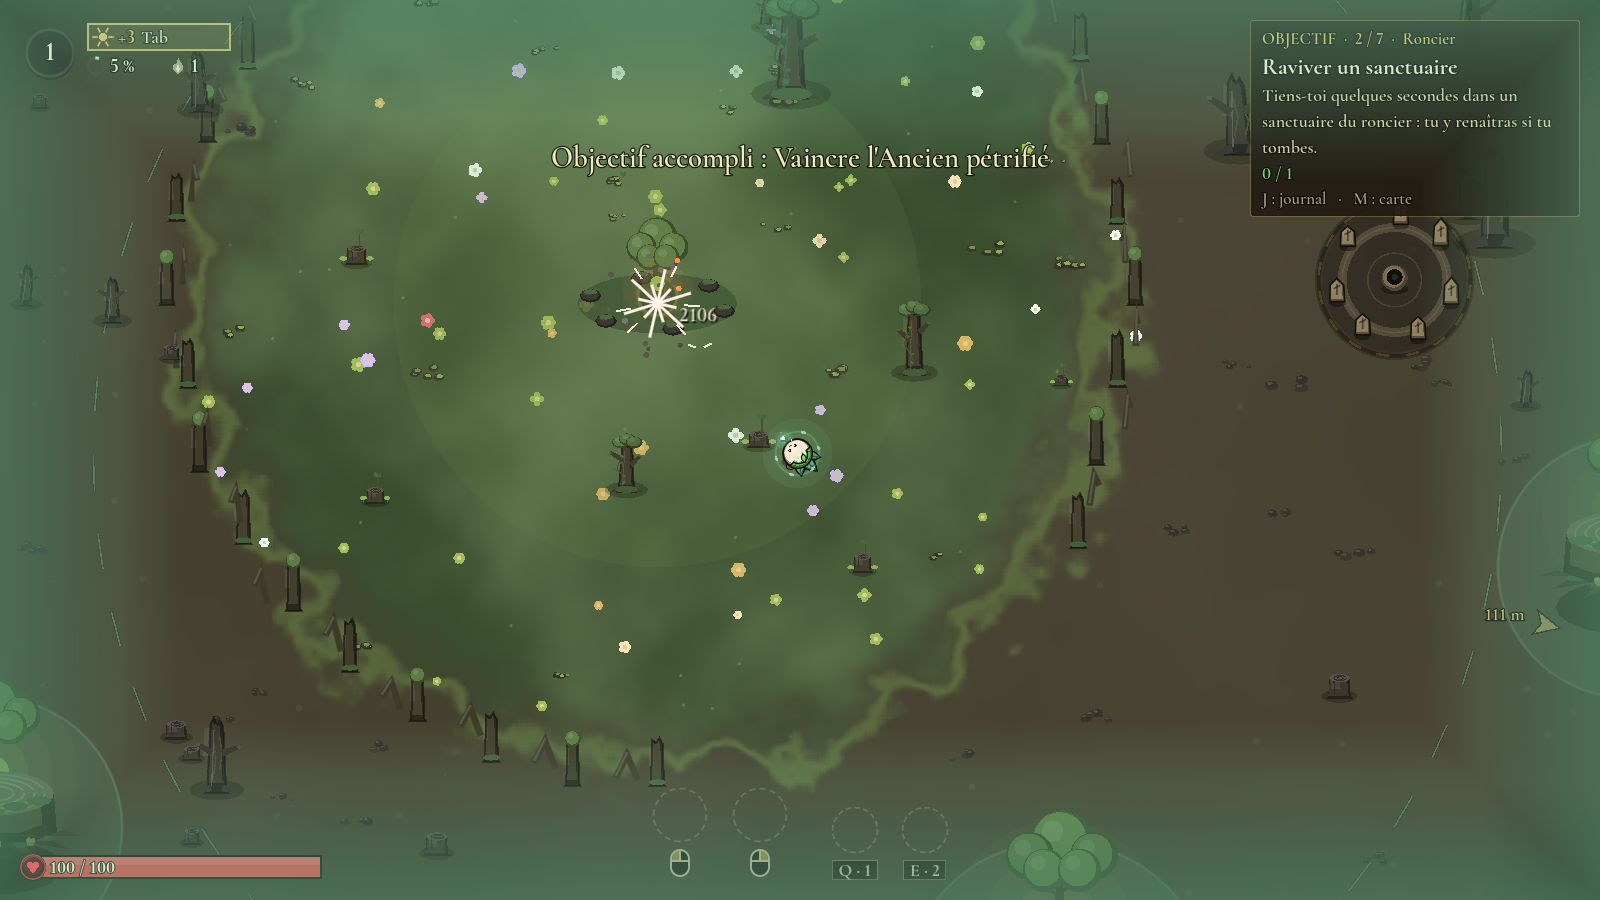 1
+3 Tab
5 %
1
OBJECTIF · 2 / 7 · Roncier
Raviver un sanctuaire
Tiens-toi quelques secondes dans un
sanctuaire du roncier : tu y renaîtras si tu
tombes.
0 / 1
J : journal · M : carte
Objectif accompli : Vaincre l'Ancien pétrifié
2106
111 m
100 / 100
Q · 1
E · 2